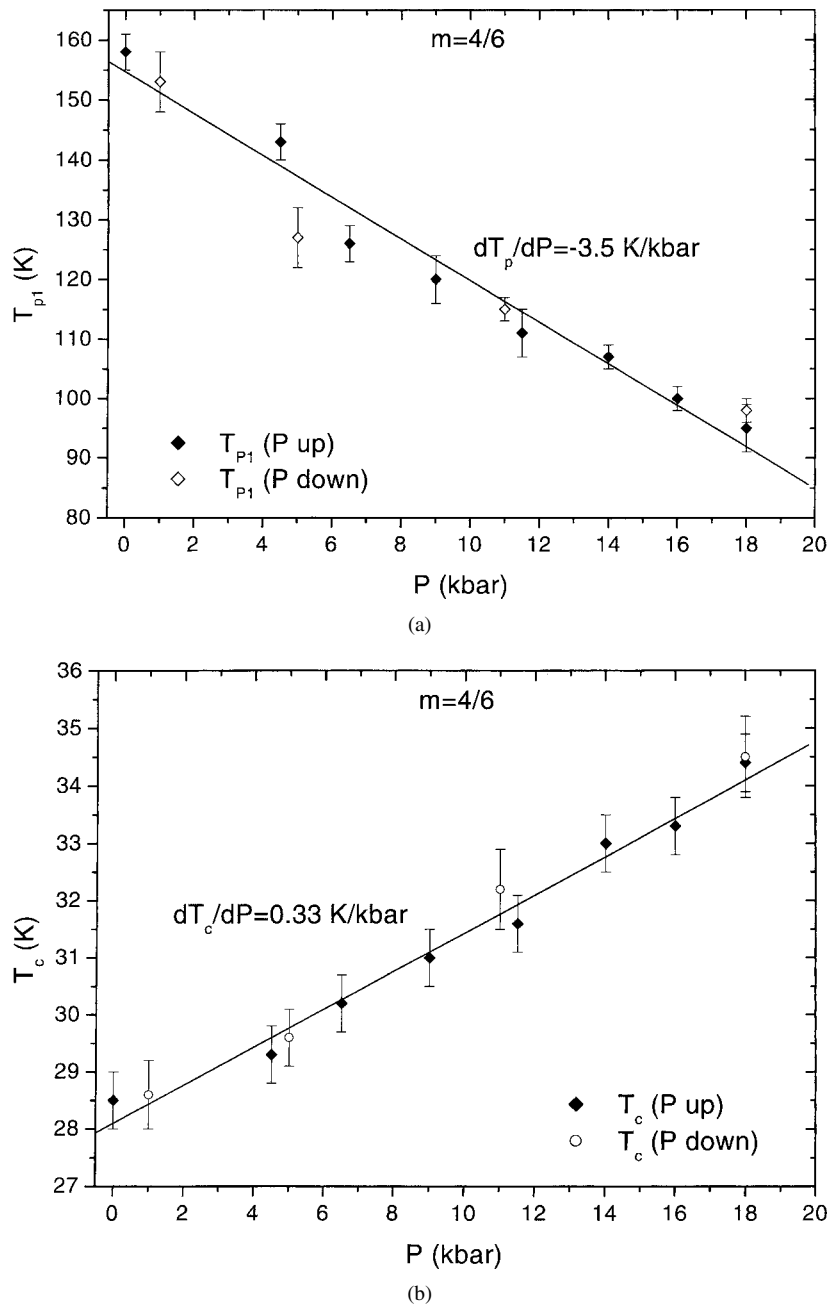 m=4/6
160
150
140
130
120
110
100
90
80
T_p1 (K)
dT_p/dP=-3.5 K/kbar
T_P1 (P up)
T_P1 (P down)
0 2 4 6 8 10 12 14 16 18 20
P (kbar)
(a)
m=4/6
36
35
34
33
32
31
30
29
28
27
T_c (K)
dT_c/dP=0.33 K/kbar
T_c (P up)
T_c (P down)
0 2 4 6 8 10 12 14 16 18 20
P (kbar)
(b)